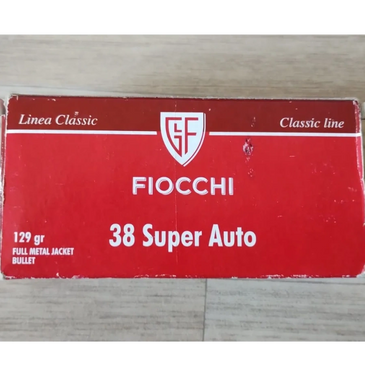 Linea Classic
Classic line
GF
FIOCCHI
129 gr
FULL METAL JACKET
BULLET
38 Super Auto